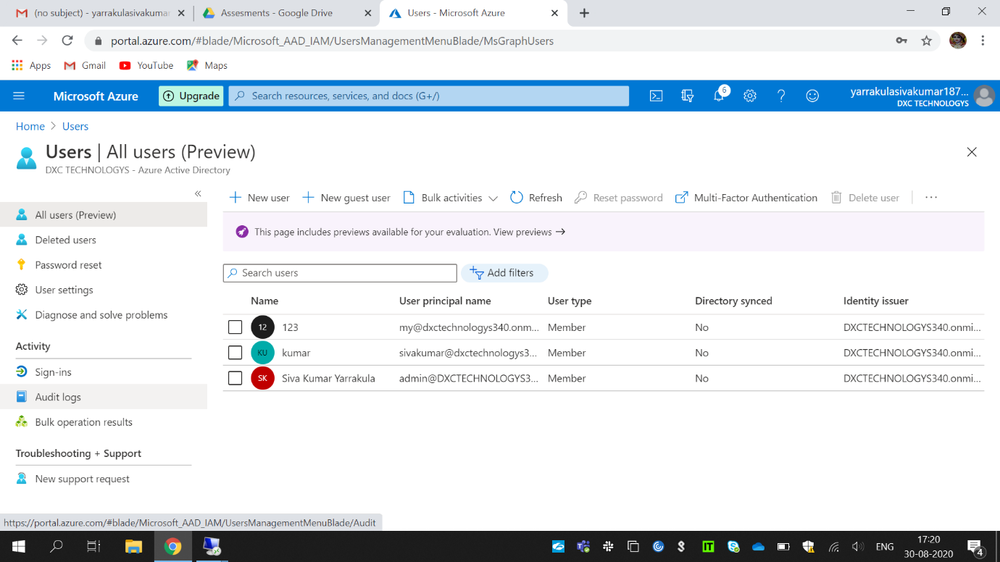 (no subject) - yarrakulasivakumar
Assesments - Google Drive
Users - Microsoft Azure
portal.azure.com/#blade/Microsoft_AAD_IAM/UsersManagementMenuBlade/MsGraphUsers
Apps Gmail YouTube Maps
Microsoft Azure Upgrade Search resources, services, and docs (G+/) 6 yarrakulasivakumar187...
DXC TECHNOLOGYS
Home > Users
Users | All users (Preview)
DXC TECHNOLOGYS - Azure Active Directory
New user New guest user Bulk activities Refresh Reset password Multi-Factor Authentication Delete user ...
All users (Preview)
Deleted users
Password reset
User settings
Diagnose and solve problems
Activity
Sign-ins
Audit logs
Bulk operation results
Troubleshooting + Support
New support request
This page includes previews available for your evaluation. View previews →
Search users Add filters
Name User principal name User type Directory synced Identity issuer
12 123 my@dxctechnologys340.onm... Member No DXCTECHNOLOGYS340.onmi...
KU kumar sivakumar@dxctechnologys3... Member No DXCTECHNOLOGYS340.onmi...
SK Siva Kumar Yarrakula admin@DXCTECHNOLOGYS3... Member No DXCTECHNOLOGYS340.onmi...
https://portal.azure.com/#blade/Microsoft_AAD_IAM/UsersManagementMenuBlade/Audit
ENG 17:20
30-08-2020
4